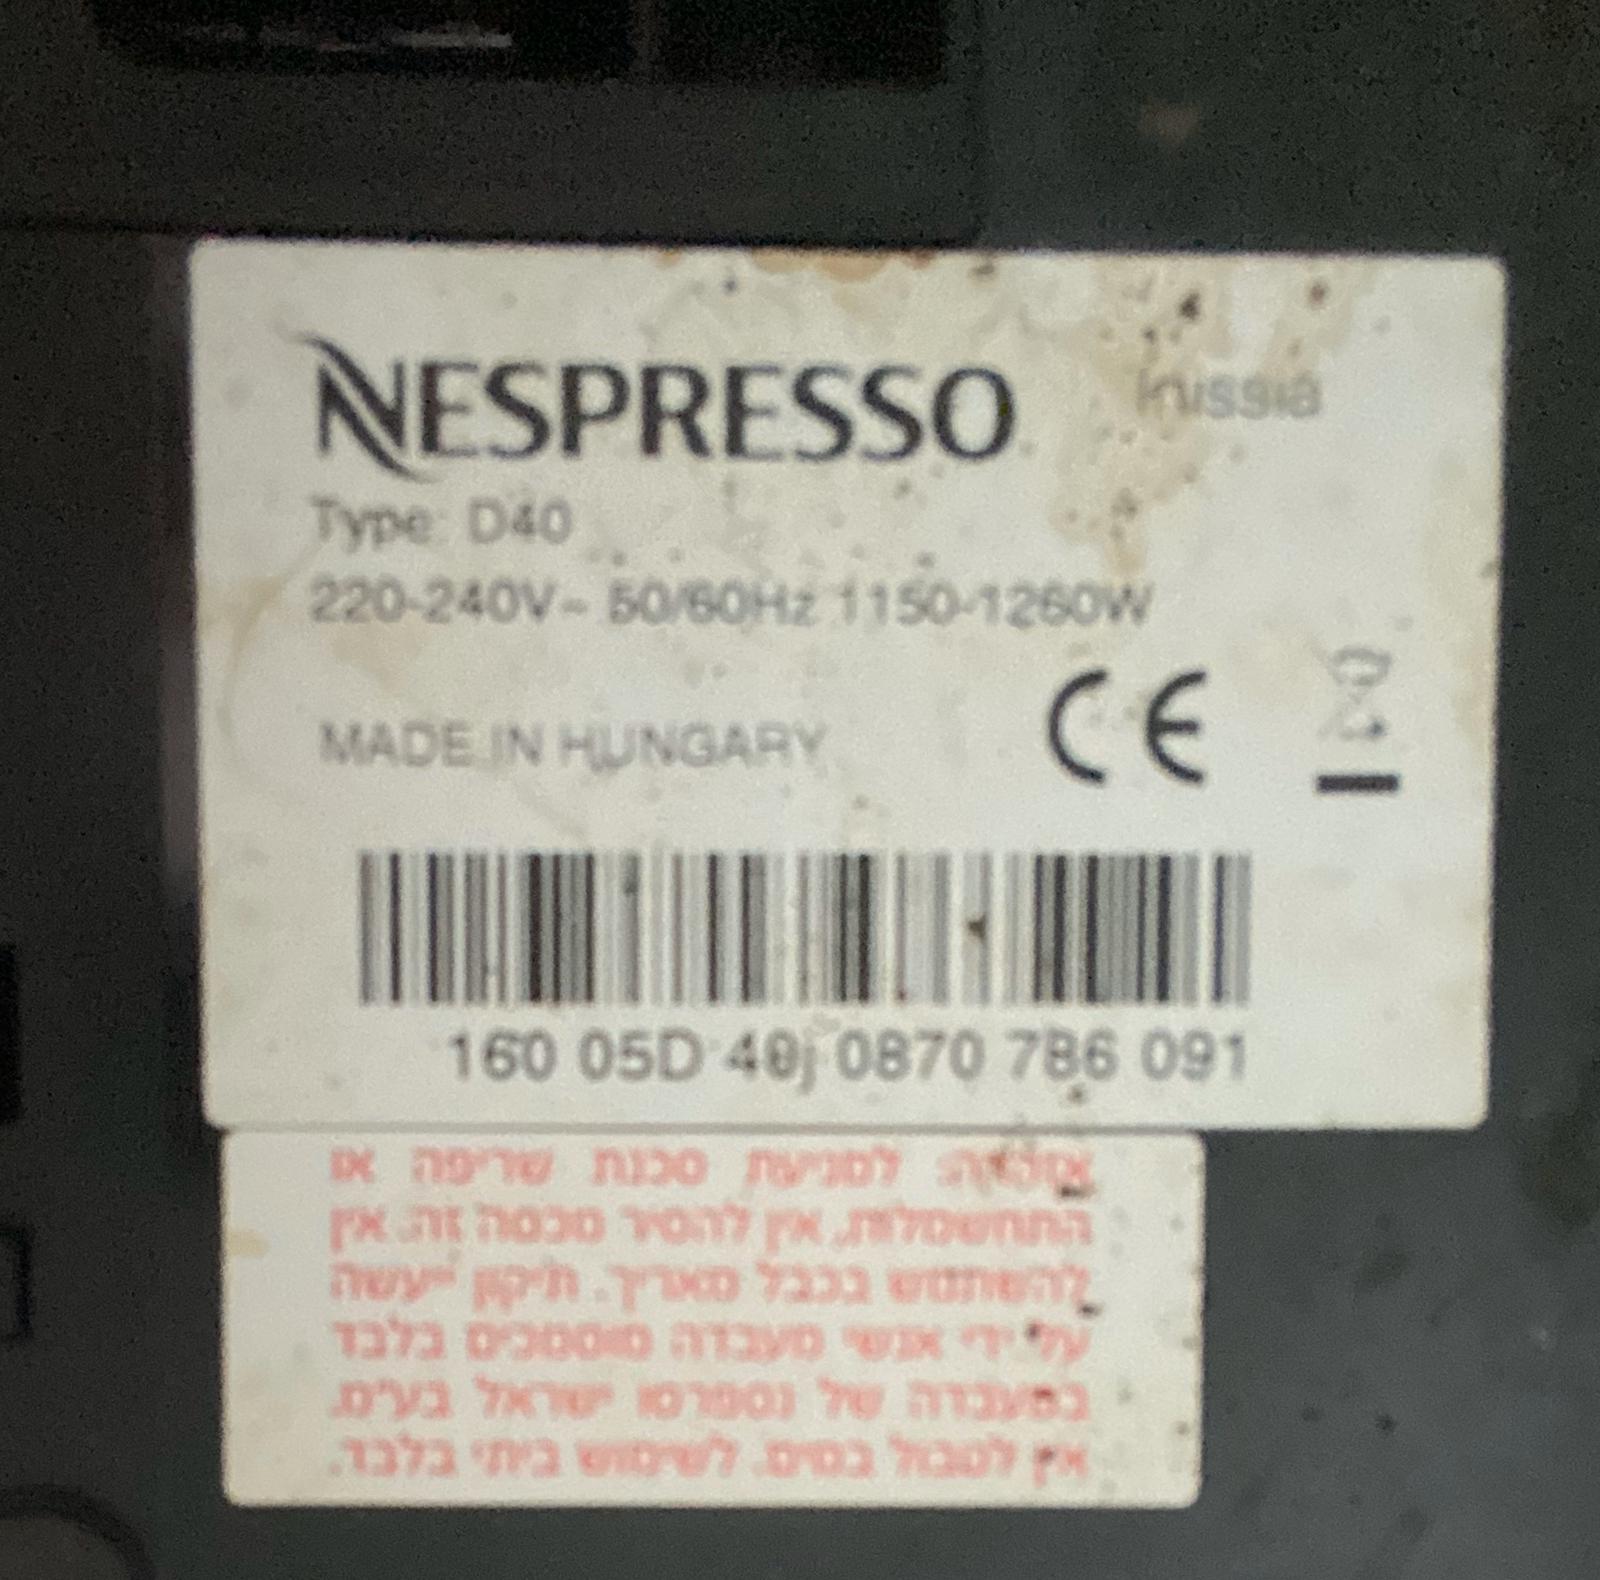 NESPRESSO Inissia
Type: D40
220-240V~ 50/60Hz 1150-1260W
MADE IN HUNGARY
CE
160 05D 40j 0870 786 091
אזהרה: למניעת סכנת שריפה או
התחשמלות, אין להסיר מכסה זה. אין
להשתמש בכבל מאריך. תיקון ייעשה
על ידי אנשי מעבדה מוסמכים בלבד
במעבדה של נספרסו ישראל בע"מ.
אין לטבול במים. לשימוש ביתי בלבד.